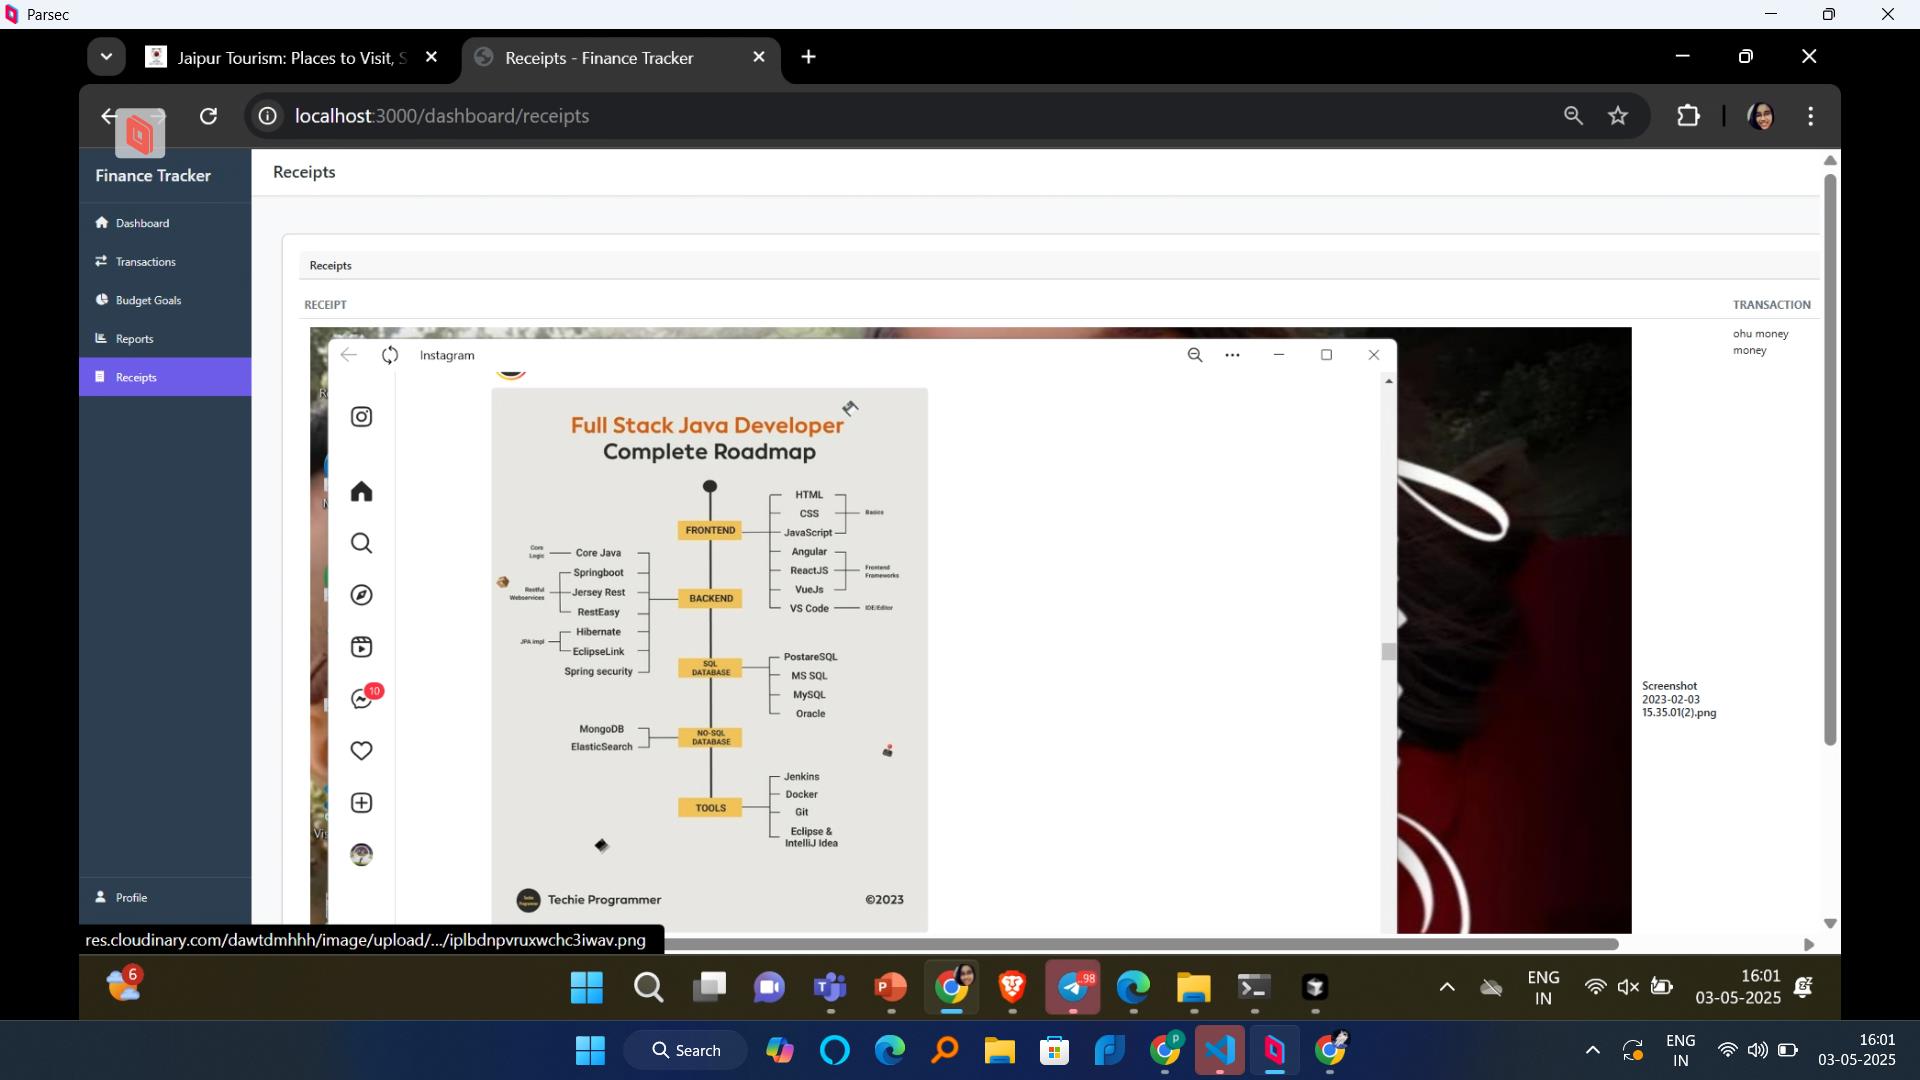 Parsec
Jaipur Tourism: Places to Visit, S
Receipts - Finance Tracker
localhost:3000/dashboard/receipts
Finance Tracker
Dashboard
Transactions
Budget Goals
Reports
Receipts
Profile
Receipts
Receipts
RECEIPT
TRANSACTION
ohu money
money
Instagram
10
Full Stack Java Developer
Complete Roadmap
FRONTEND
HTML
CSS
JavaScript
Basics
Angular
ReactJS
VueJs
Frontend
Frameworks
VS Code
IDE/Editor
BACKEND
Core
Logic
Core Java
Springboot
Jersey Rest
RestEasy
Restful
Webservices
Hibernate
EclipseLink
JPA impl
Spring security
SQL
DATABASE
PostareSQL
MS SQL
MySQL
Oracle
NO-SQL
DATABASE
MongoDB
ElasticSearch
TOOLS
Jenkins
Docker
Git
Eclipse &
IntelliJ Idea
Techie Programmer
©2023
Screenshot
2023-02-03
15.35.01(2).png
res.cloudinary.com/dawtdmhhh/image/upload/.../iplbdnpvruxwchc3iwav.png
6
.98
ENG
IN
16:01
03-05-2025
Search
ENG
IN
16:01
03-05-2025